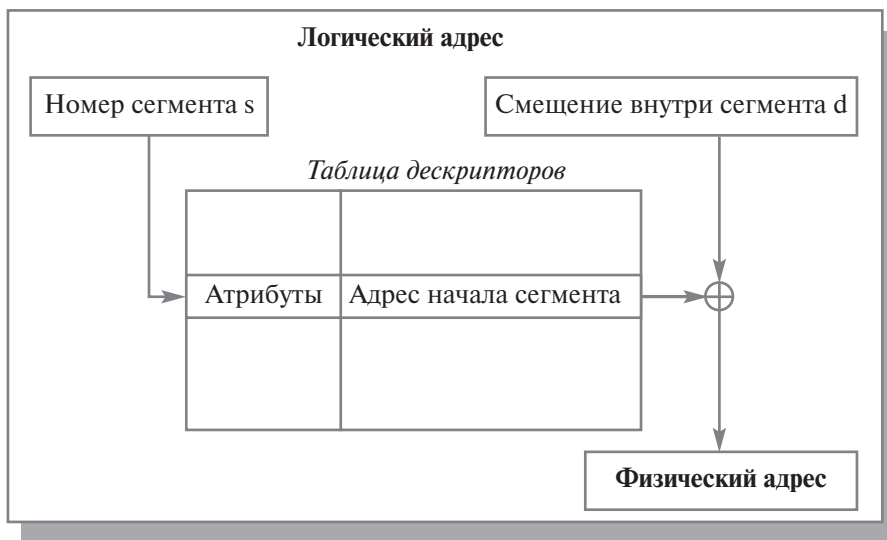 Логический адрес
Номер сегмента s
Смещение внутри сегмента d
Таблица дескрипторов
Атрибуты
Адрес начала сегмента
Физический адрес